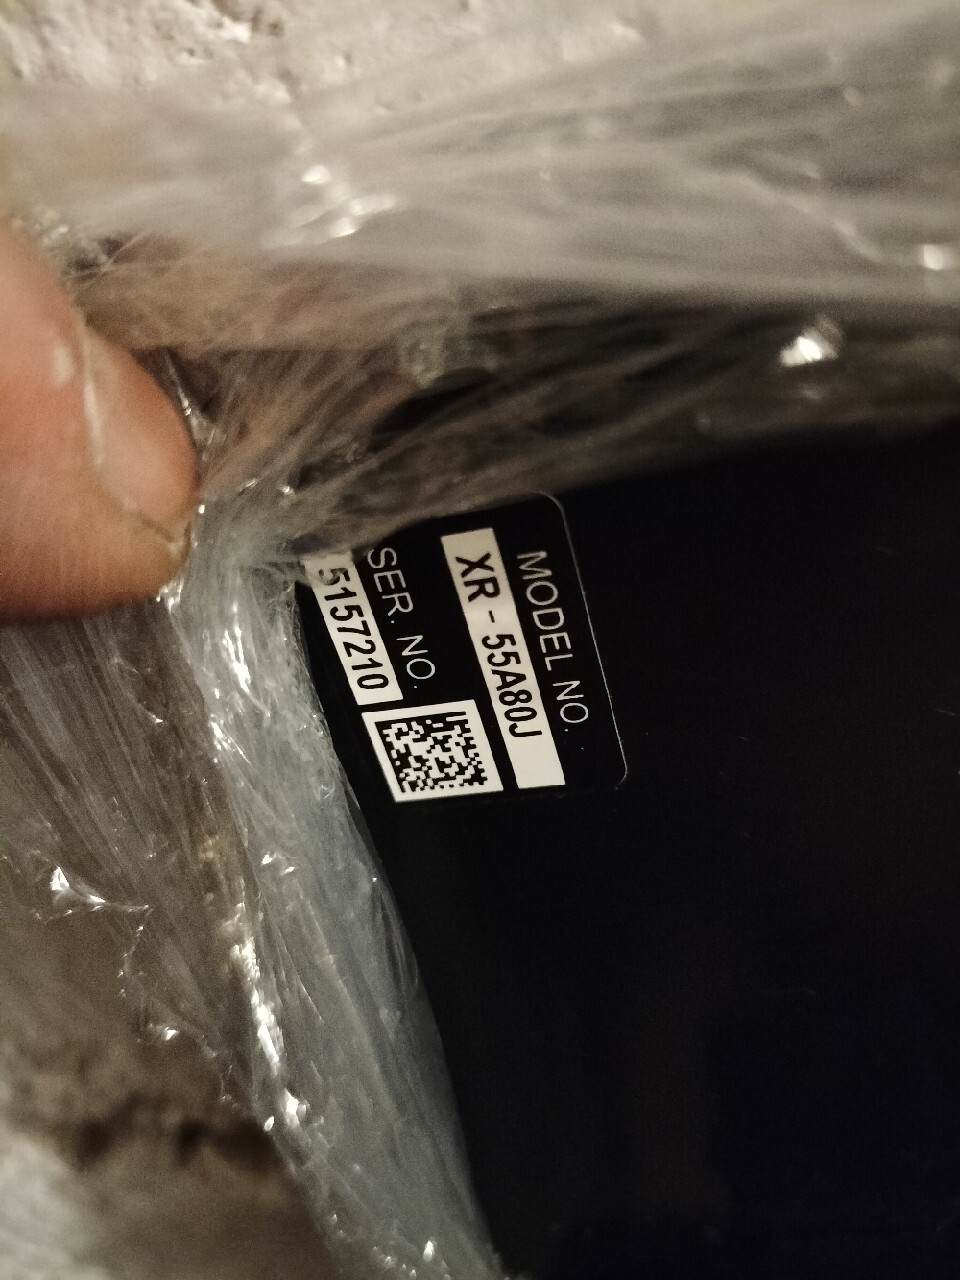 MODEL NO.
XR - 55A80J
SER. NO.
5157210